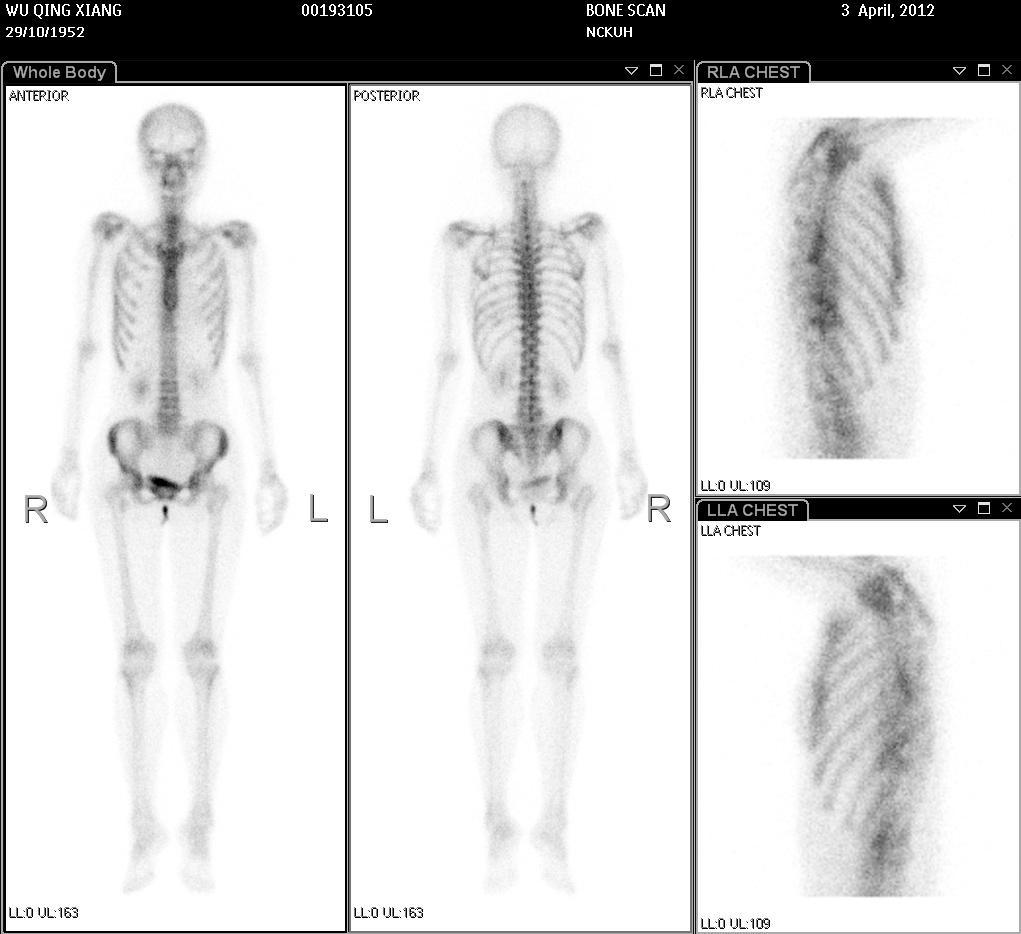 WU QING XIANG 00193105 BONE SCAN 3 April, 2012
29/10/1952 NCKUH
Whole Body
ANTERIOR
R L
LL:0 UL:163
POSTERIOR
L R
LL:0 UL:163
RLA CHEST
RLA CHEST
LL:0 UL:109
LLA CHEST
LLA CHEST
LL:0 UL:109